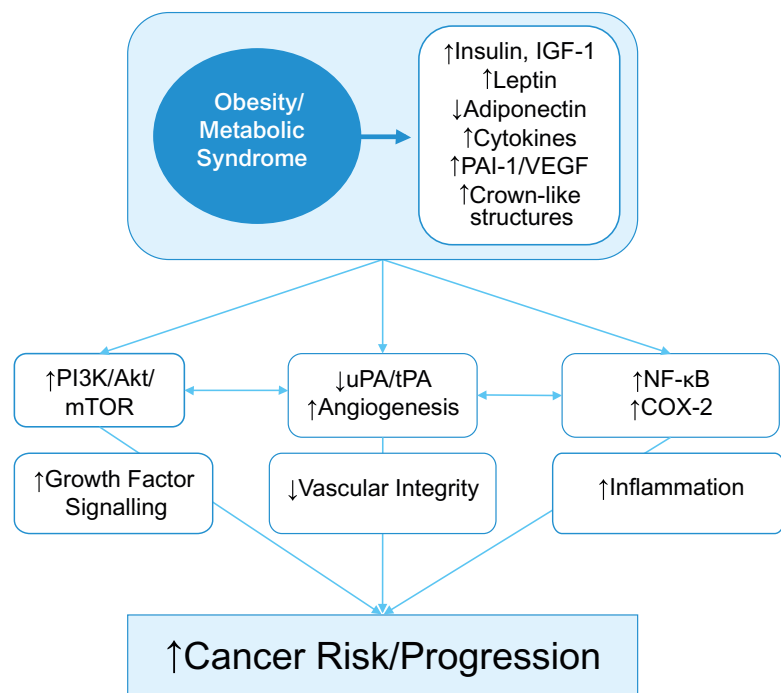 Obesity/
Metabolic
Syndrome
↑Insulin, IGF-1
↑Leptin
↓Adiponectin
↑Cytokines
↑PAI-1/VEGF
↑Crown-like
structures
↑PI3K/Akt/
mTOR
↓uPA/tPA
↑Angiogenesis
↑NF-κB
↑COX-2
↑Growth Factor
Signalling
↓Vascular Integrity
↑Inflammation
↑Cancer Risk/Progression